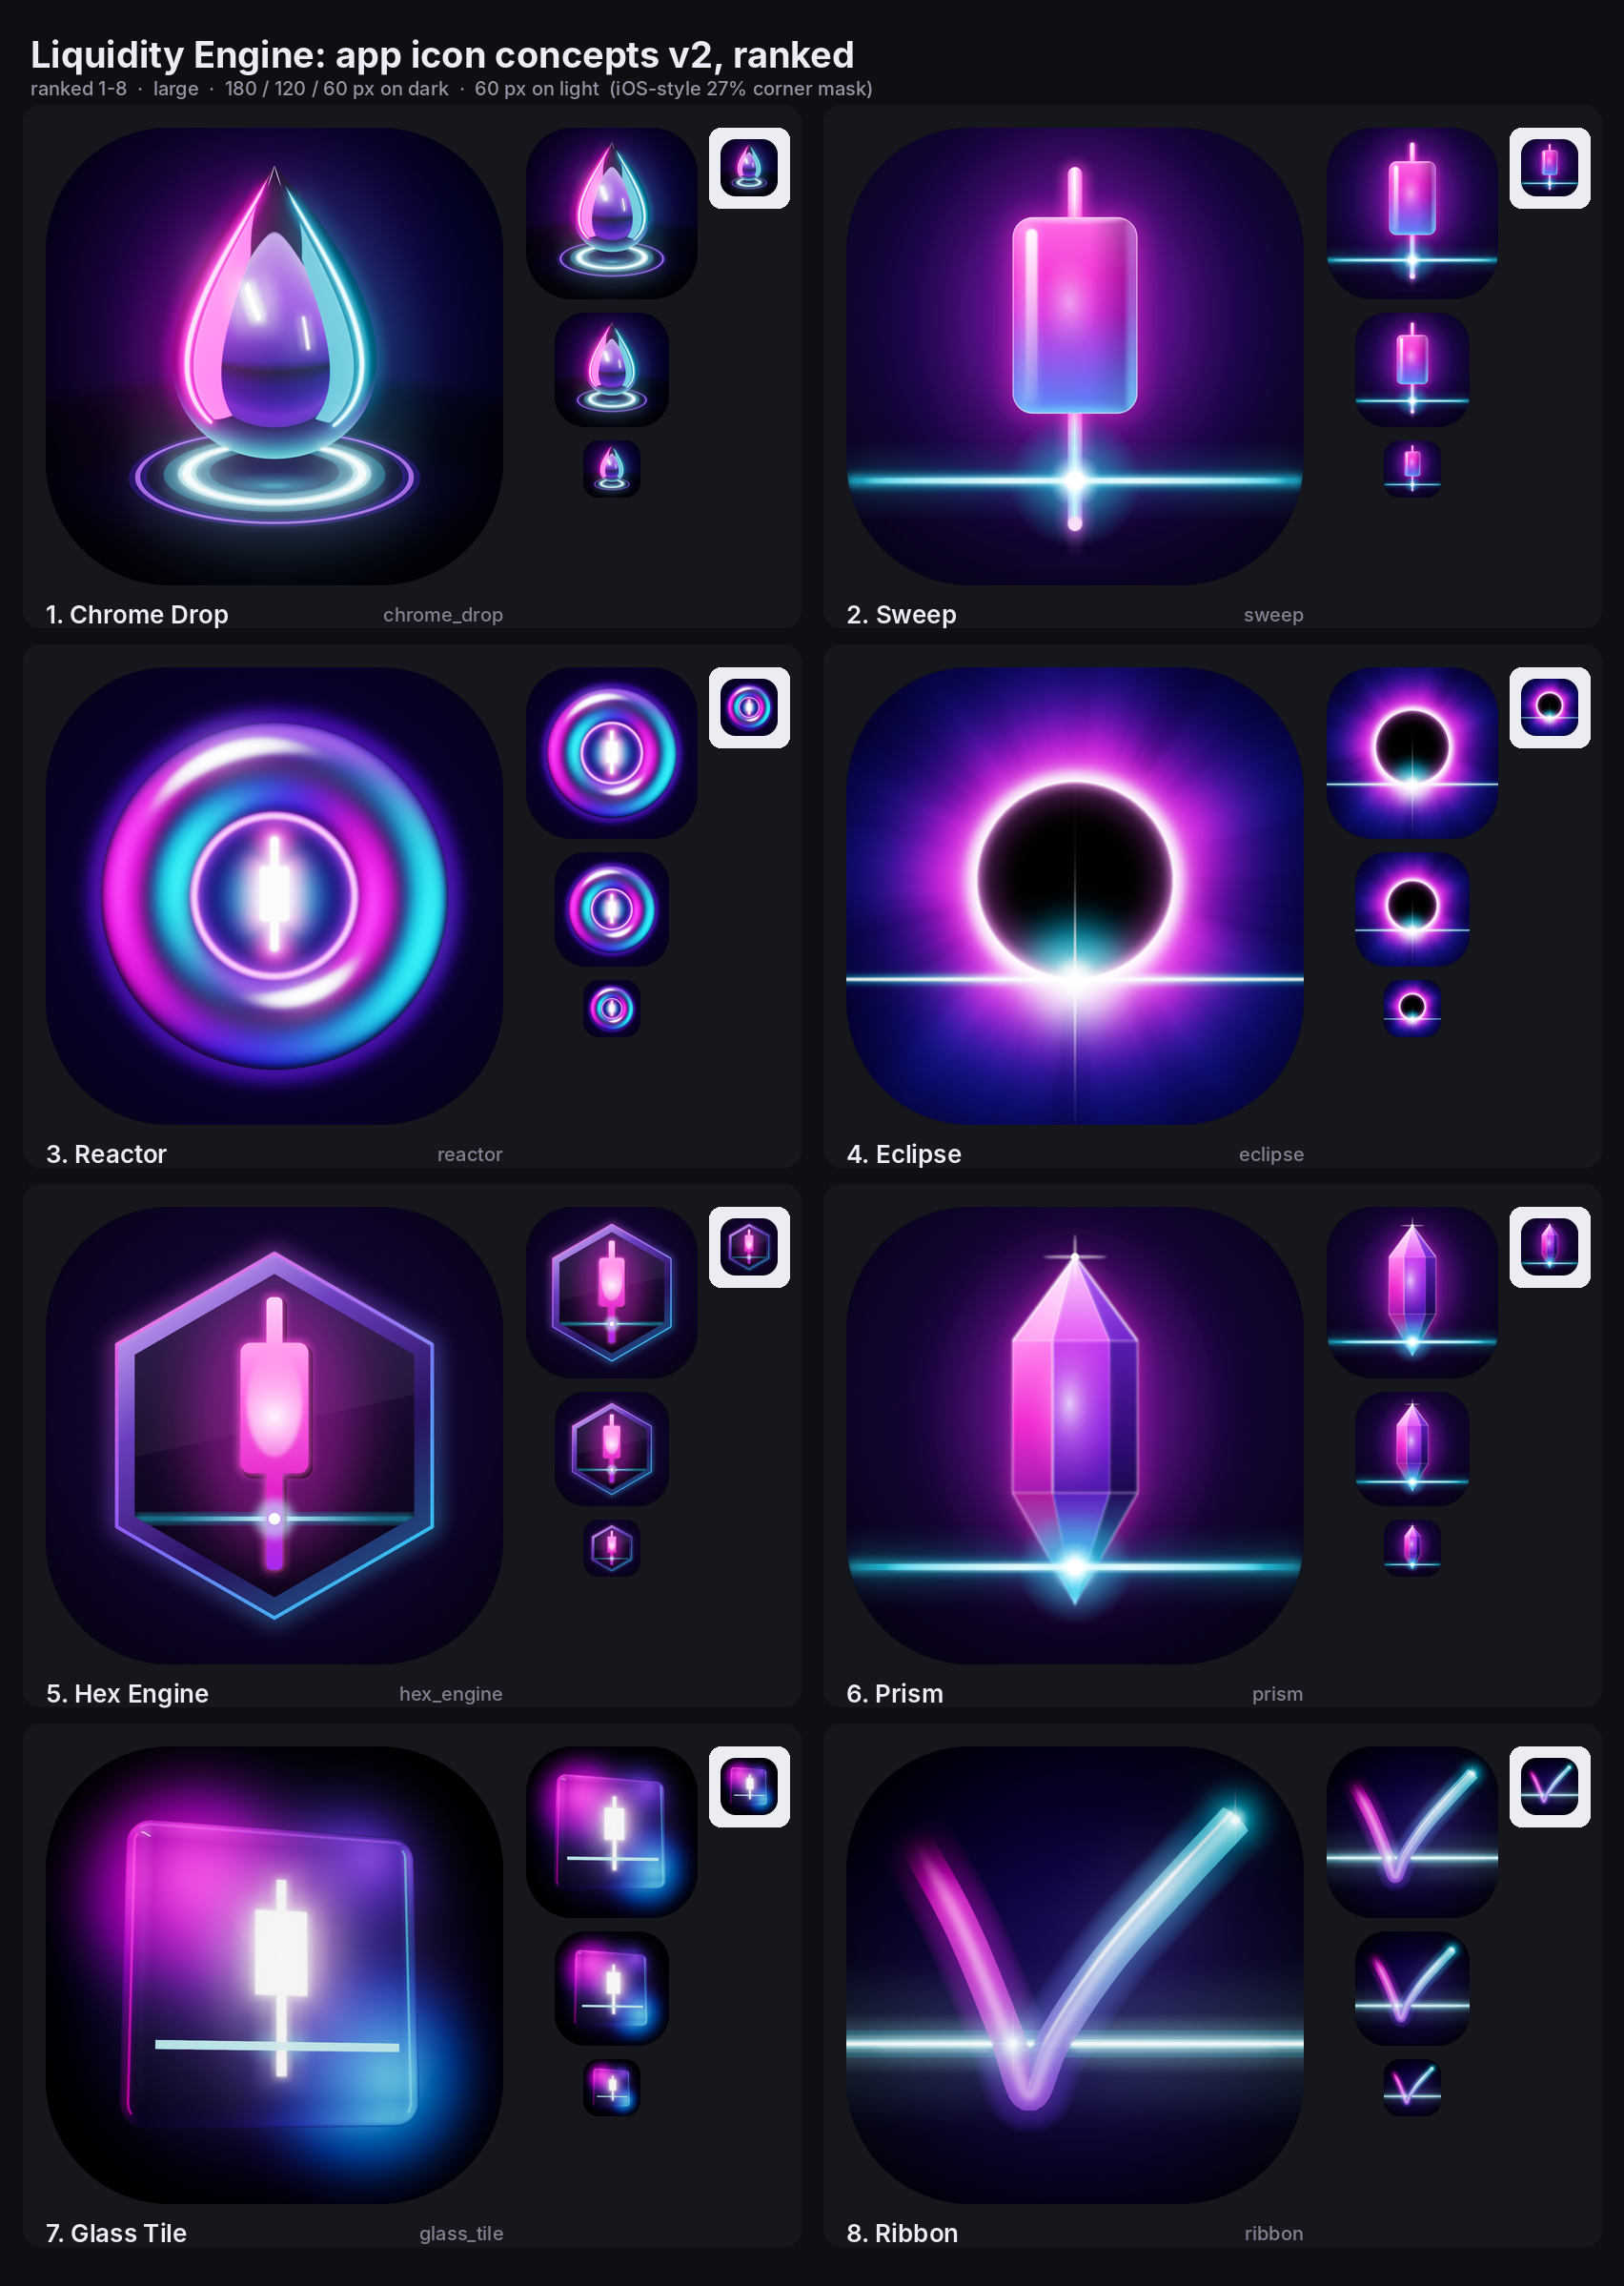 Liquidity Engine: app icon concepts v2, ranked
ranked 1-8 · large · 180 / 120 / 60 px on dark · 60 px on light (iOS-style 27% corner mask)
1. Chrome Drop chrome_drop
2. Sweep sweep
3. Reactor reactor
4. Eclipse eclipse
5. Hex Engine hex_engine
6. Prism prism
7. Glass Tile glass_tile
8. Ribbon ribbon